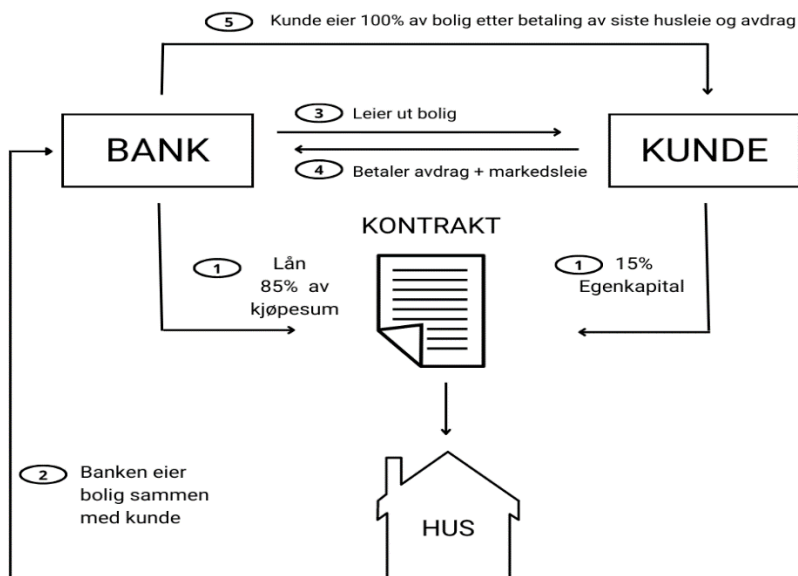 5 Kunde eier 100% av bolig etter betaling av siste husleie og avdrag
BANK
3 Leier ut bolig
KUNDE
4 Betaler avdrag + markedsleie
KONTRAKT
1 Lån
85% av
kjøpesum
1 15%
Egenkapital
2 Banken eier
bolig sammen
med kunde
HUS